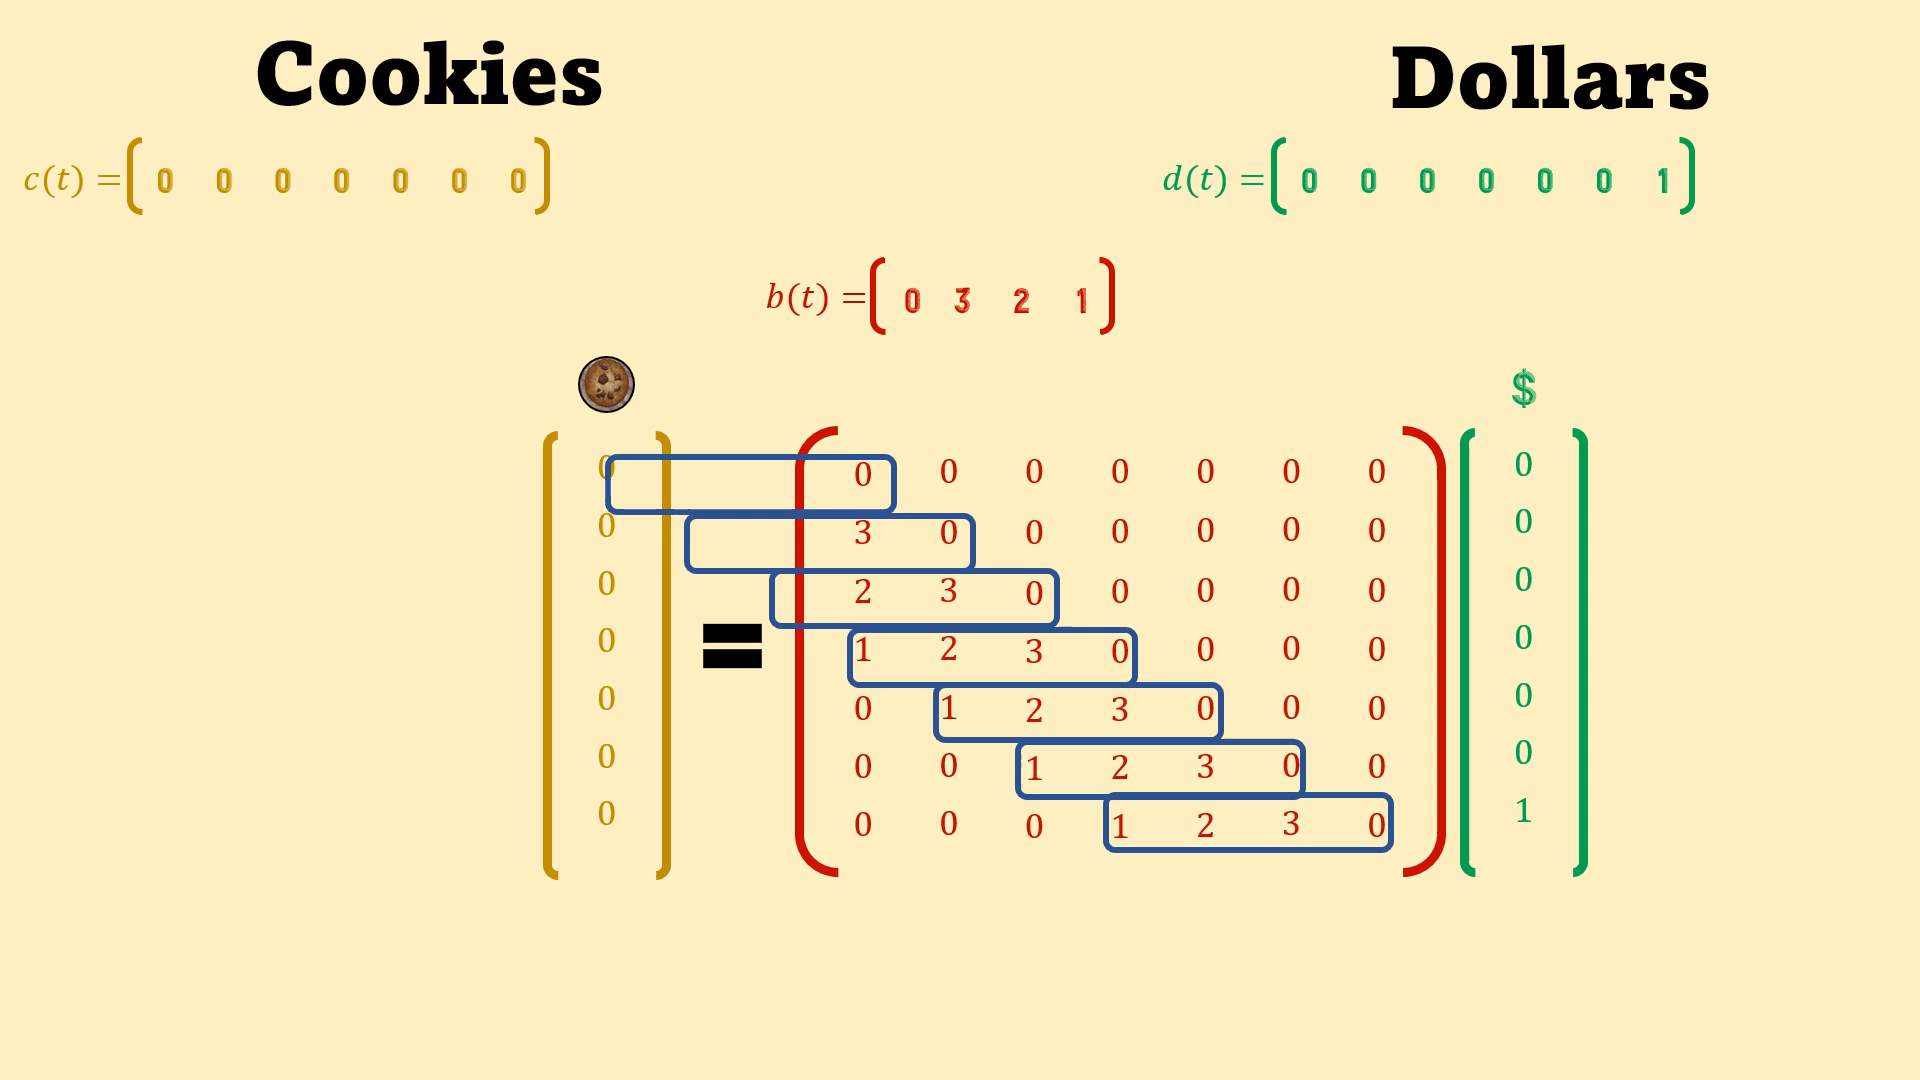 Cookies Dollars
c(t) = 0 0 0 0 0 0 0 d(t) = 0 0 0 0 0 0 1
b(t) = 0 3 2 1
$
0 0 0 0 0 0 0 0 0
0 3 0 0 0 0 0 0 0
0 2 3 0 0 0 0 0 0
0 = 1 2 3 0 0 0 0 0
0 0 1 2 3 0 0 0 0
0 0 0 1 2 3 0 0 0
0 0 0 0 1 2 3 0 1